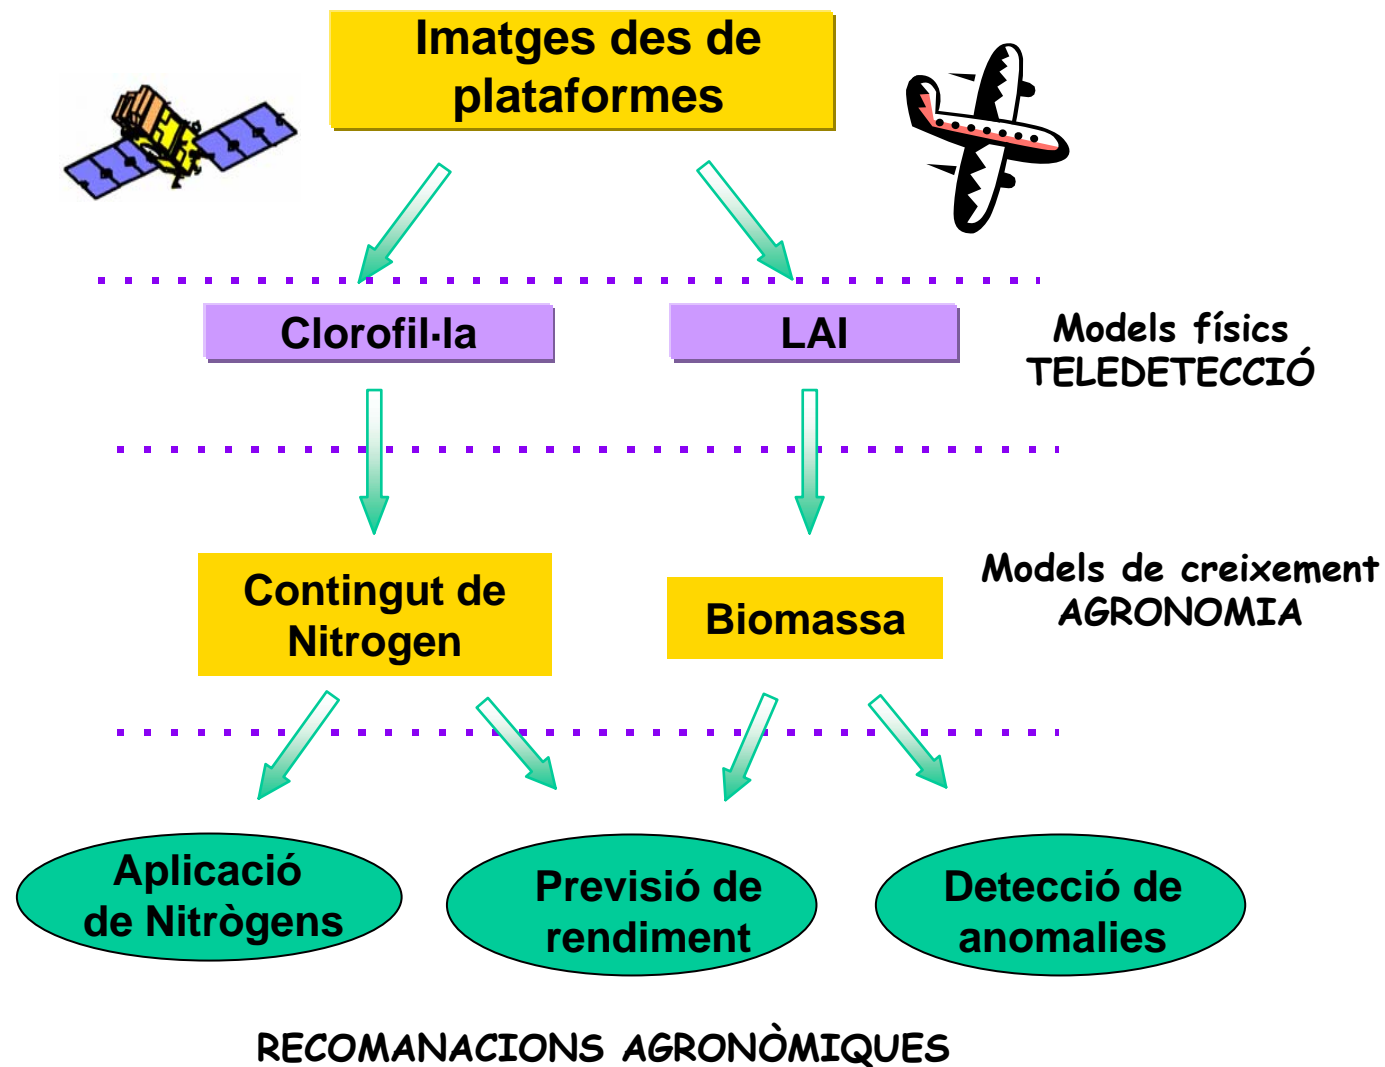 Imatges des de
plataformes
Clorofil·la
LAI
Models físics
TELEDETECCIÓ
Contingut de
Nitrogen
Biomassa
Models de creixement
AGRONOMIA
Aplicació
de Nitrògens
Previsió de
rendiment
Detecció de
anomalies
RECOMANACIONS AGRONÒMIQUES